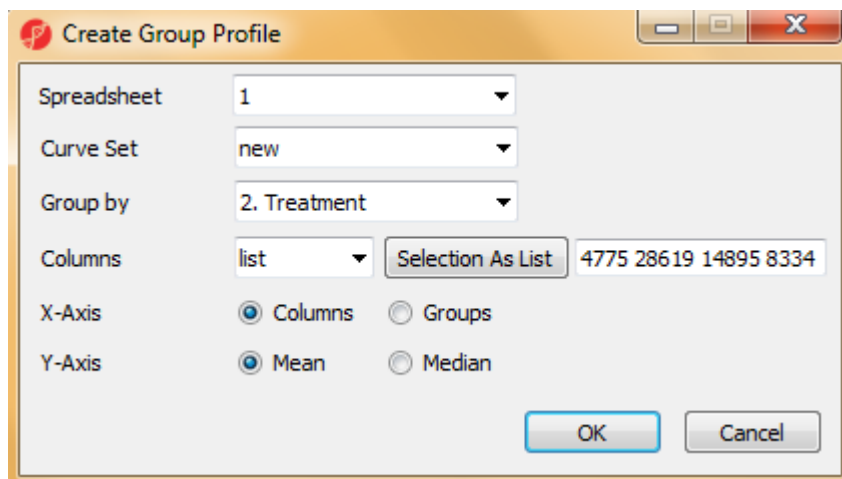 Create Group Profile
Spreadsheet 1
Curve Set new
Group by 2. Treatment
Columns list Selection As List 4775 28619 14895 8334
X-Axis Columns Groups
Y-Axis Mean Median
OK Cancel